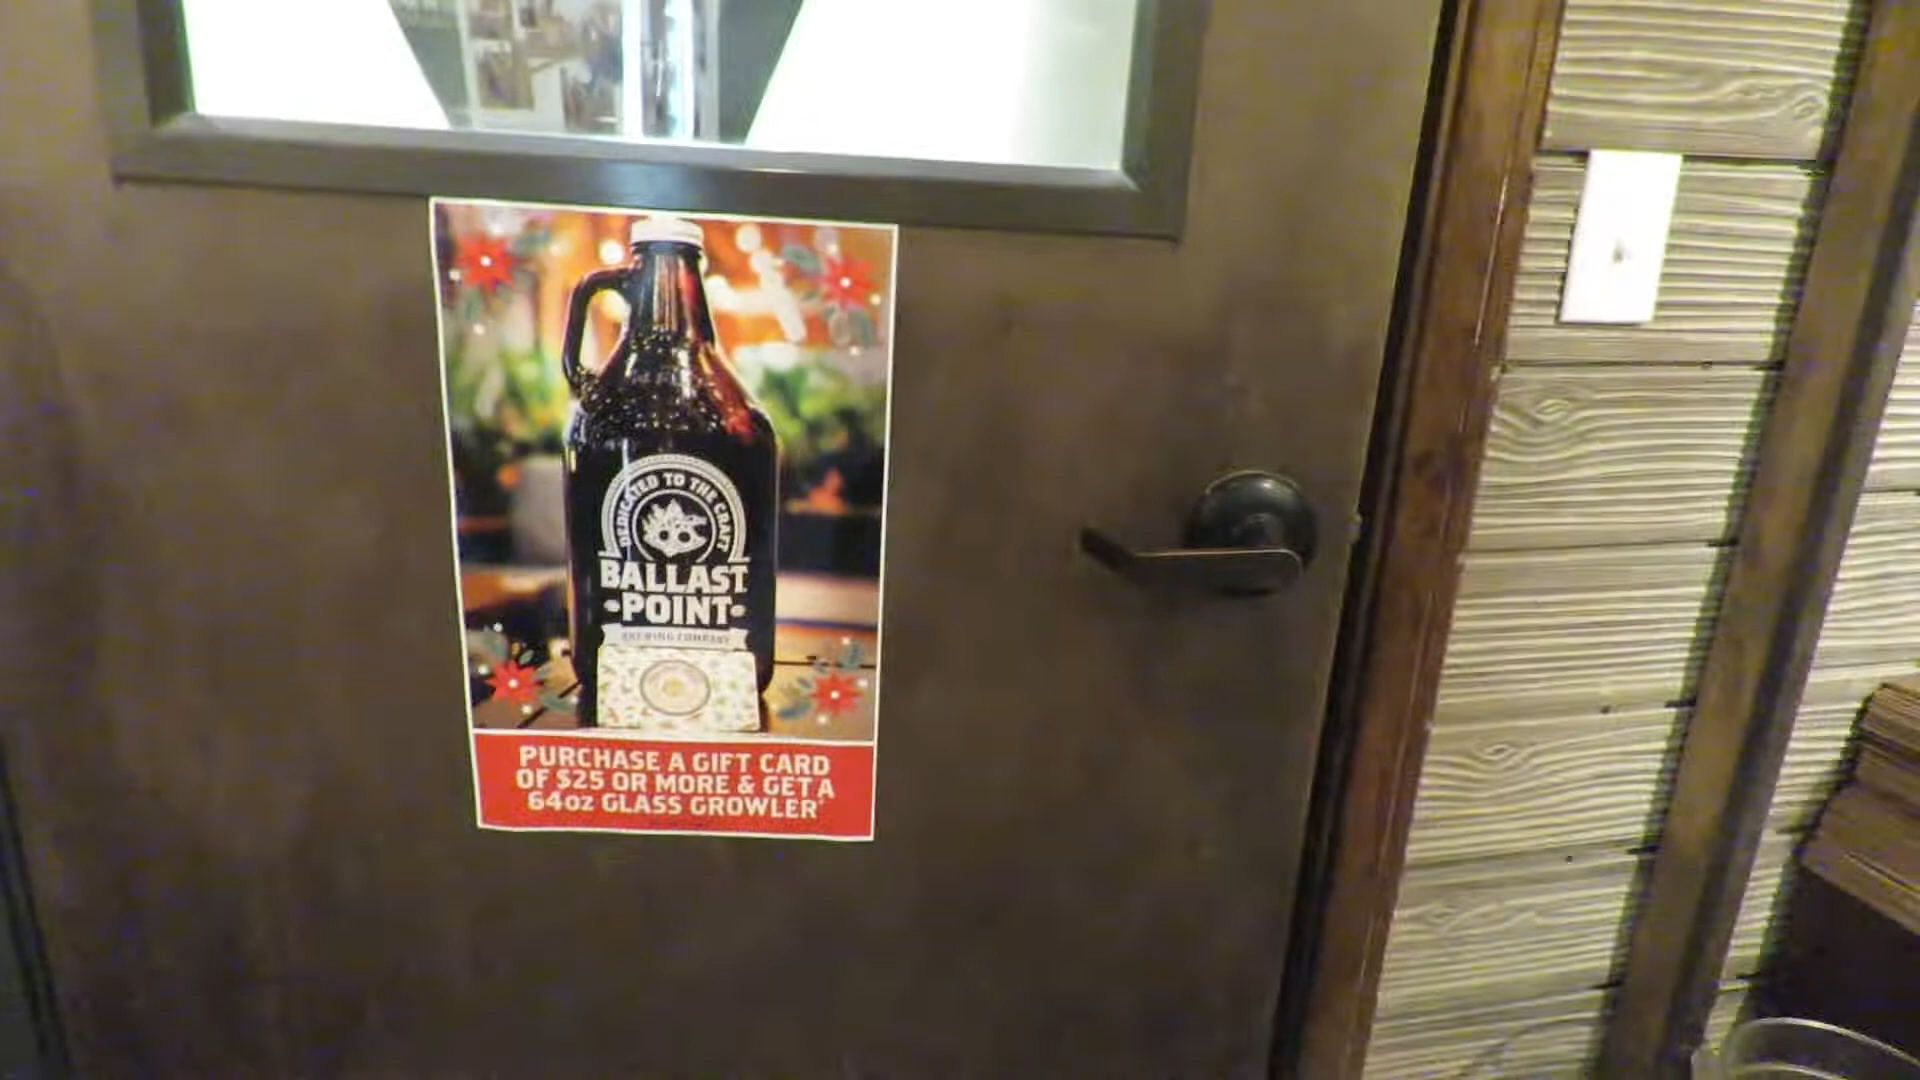 DEDICATED TO THE CRAFT
BALLAST
POINT
BREWING COMPANY
PURCHASE A GIFT CARD
OF $25 OR MORE & GET A
64oz GLASS GROWLER*